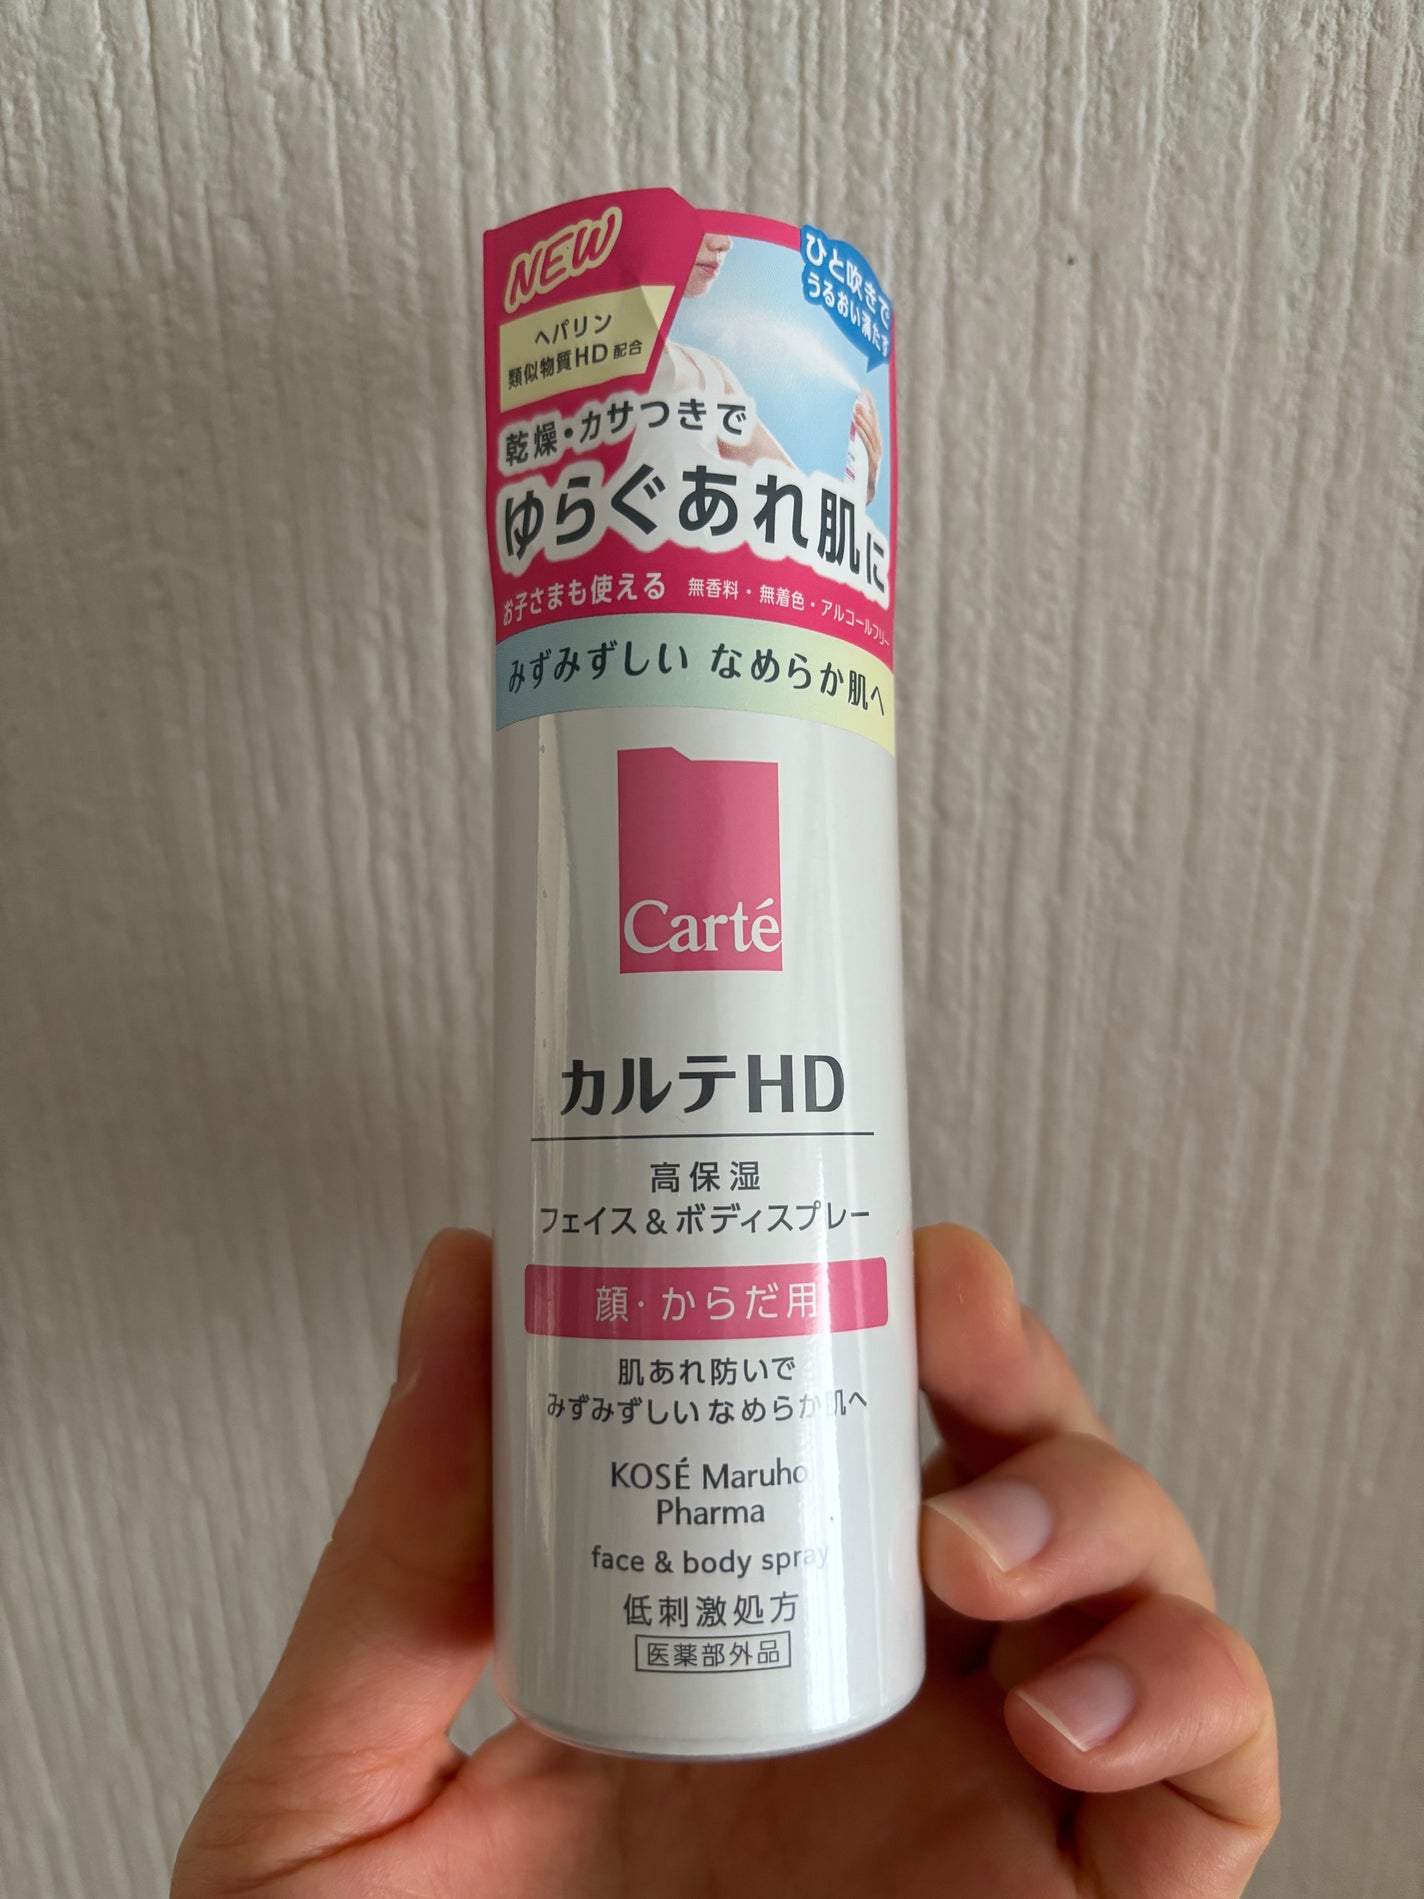 NEW
ひと吹きで
うるおい満たす
ヘパリン
類似物質HD配合
乾燥・カサつきで
ゆらぐあれ肌に
お子さまも使える 無香料・無着色・アルコールフリー
みずみずしい なめらか肌へ
Carté
カルテHD
高保湿
フェイス&ボディスプレー
顔・からだ用
肌あれ防いで
みずみずしい なめらか肌へ
KOSÉ Maruho
Pharma
face & body spray
低刺激処方
医薬部外品